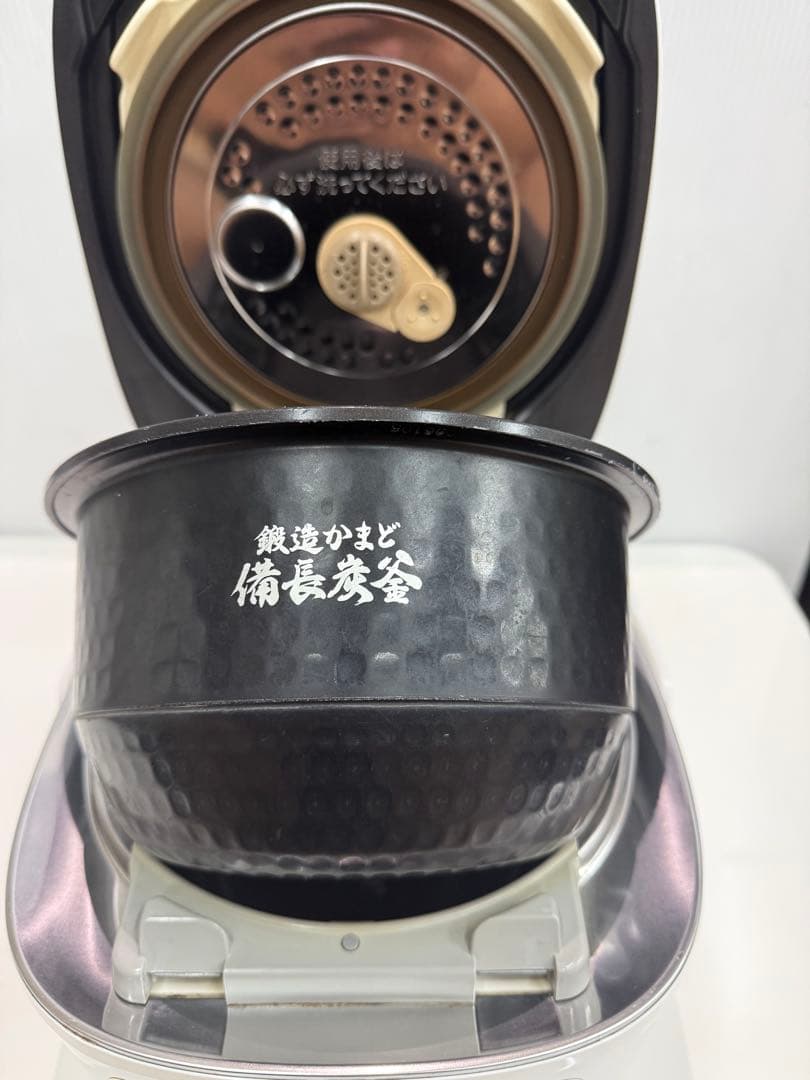 使用後は
必ず洗ってください
鍛造かまど
備長炭釜